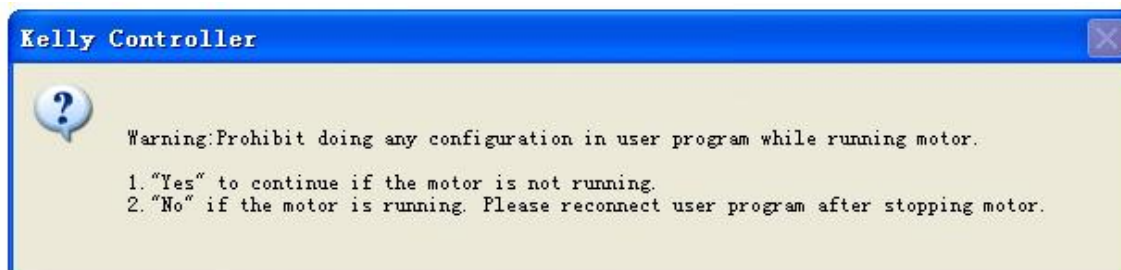 Kelly Controller
?
Warning:Prohibit doing any configuration in user program while running motor.
1."Yes" to continue if the motor is not running.
2."No" if the motor is running. Please reconnect user program after stopping motor.